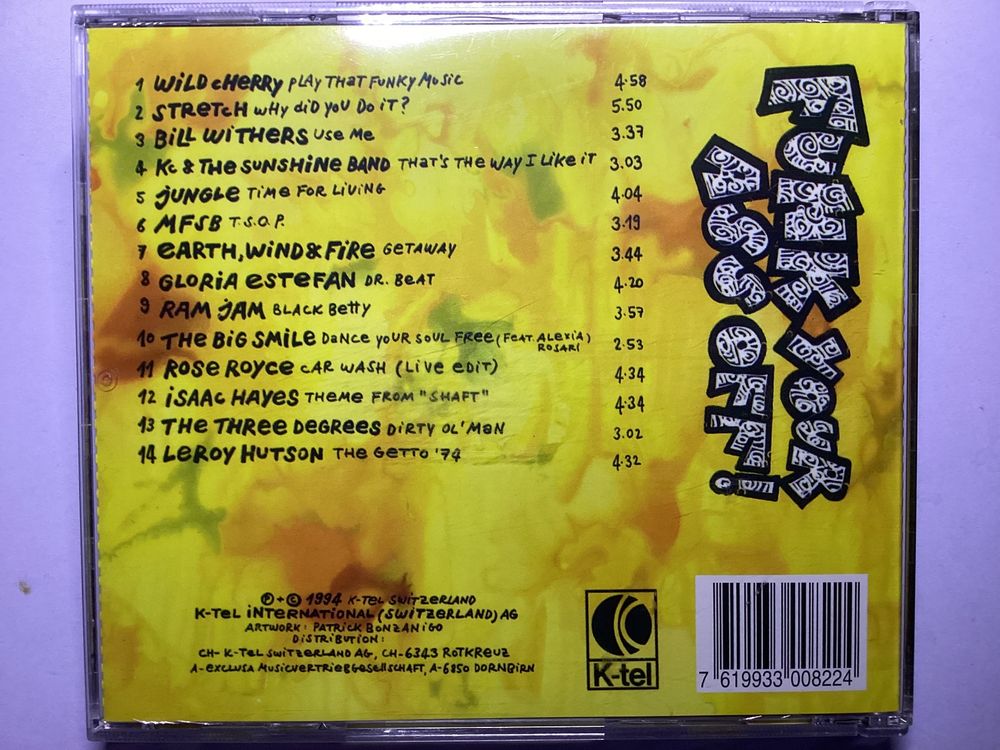 1 WiLD cHERRY PLAY THAT FUNKY MUSiC 4.58
2 STRETCH WHY DiD YOU DO iT? 5.50
3 BiLL WiTHERS USE ME 3.37
4 KC & THE SUNSHiNE BAND THAT'S THE WAY I LiKE iT 3.03
5 JUNGLE TiME FOR LiViNG 4.04
6 MFSB T.S.O.P. 3.19
7 EARTH, WiND & FiRE GETAWAY 3.44
8 GLORiA ESTEFAN DR. BEAT 4.20
9 RAM JAM BLACK BETTY 3.57
10 THE BiG SMiLE DANCE YOUR SOUL FREE (FEAT. ALEXiA ROSARi) 2.53
11 ROSE ROYCE CAR WASH (LiVE EDiT) 4.34
12 iSAAC HAYES THEME FROM "SHAFT" 4.34
13 THE THREE DEGREES DiRTY OL' MAN 3.02
14 LEROY HUTSON THE GETTO '74 4.32
FUNK YOUR
ASS OFF!
℗ + © 1994 K-TEL SWiTZERLAND
K-TEL iNTERNATiONAL (SWiTZERLAND) AG
ARTWORK: PATRiCK BONZANiGO
DiSTRiBUTiON:
CH- K-TEL SWiTZERLAND AG, CH-6343 ROTKREUZ
A-EXCLUSA MUSiCVERTRiEBGESELLSCHAFT, A-6850 DORNBiRN
K-tel
7 619933 008224